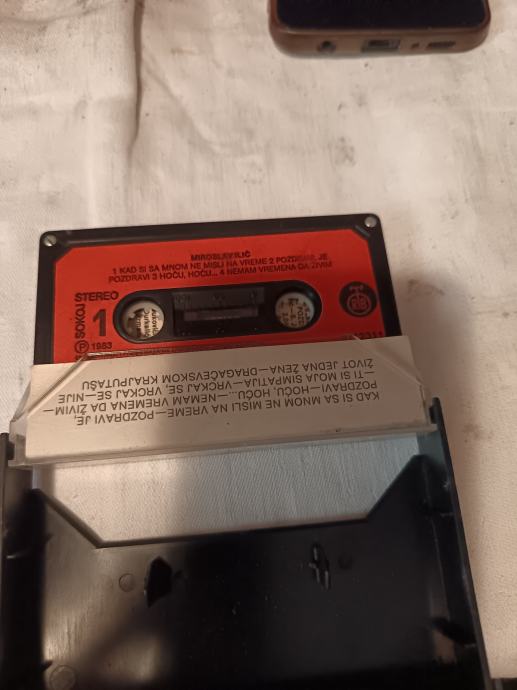 MIROSLAV ILIĆ
1 KAD SI SA MNOM NE MISLI NA VREME 2 POZDRAVI JE,
POZDRAVI 3 HOĆU, HOĆU... 4 NEMAM VREMENA DA ŽIVIM
STEREO
1
SOKOJ
P 1983
KAD SI SA MNOM NE MISLI NA VREME—POZDRAVI JE,
POZDRAVI—HOĆU, HOĆU...—NEMAM VREMENA DA ŽIVIM—
—TI SI MOJA SIMPATIJA—VRCKAJ SE, VRCKAJ SE—NIJE
ŽIVOT JEDNA ŽENA—DRAGAČEVSKOM KRAJPUTAŠU